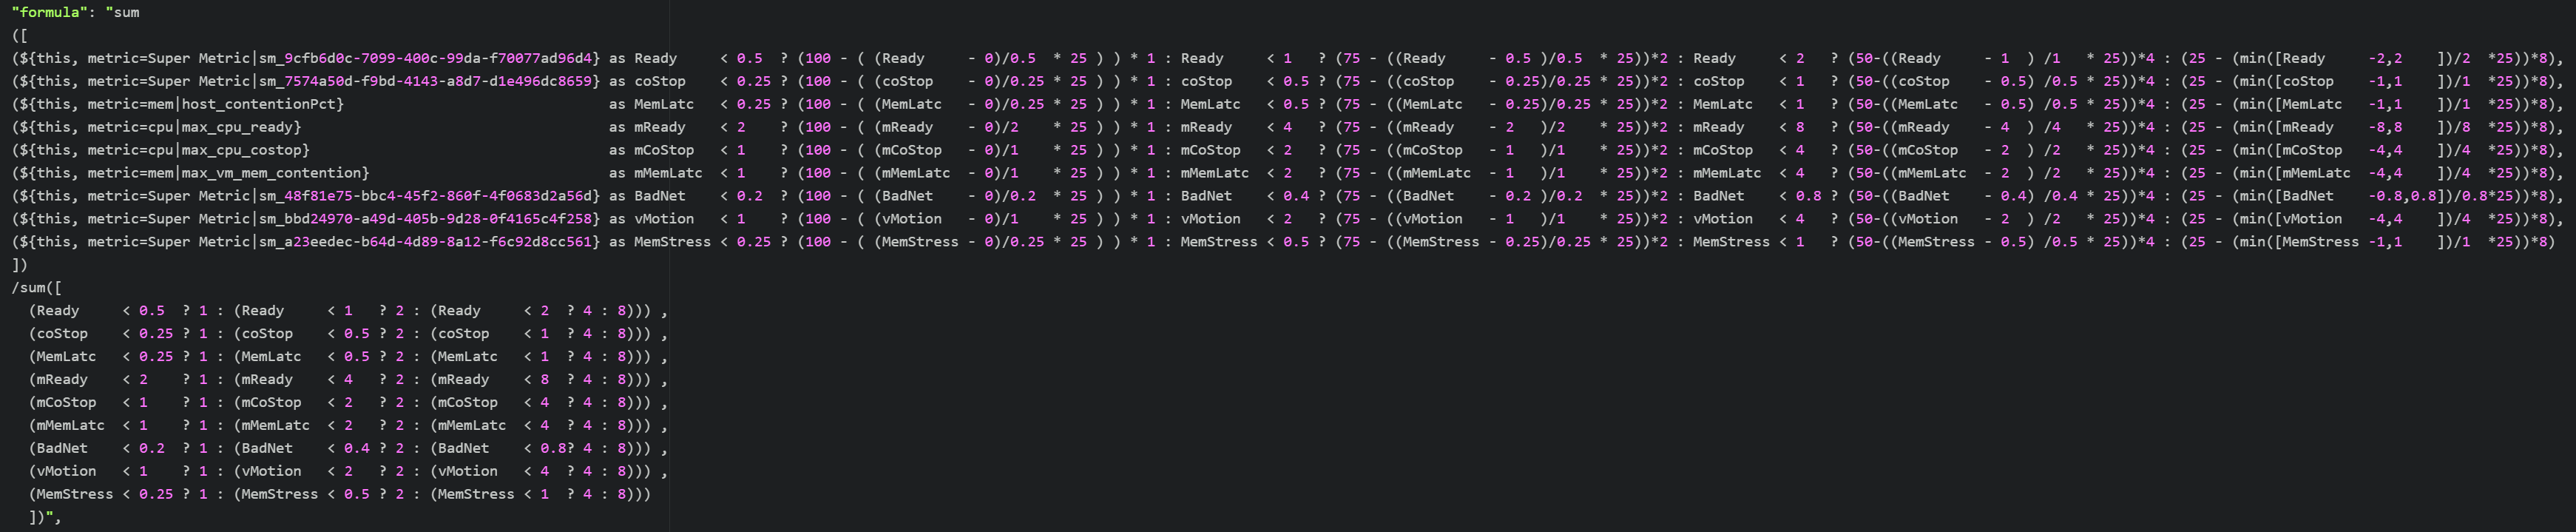 "formula": "sum
([
(${this, metric=Super Metric|sm_9cfb6d0c-7099-400c-99da-f70077ad96d4} as Ready     < 0.5  ? (100 - ( (Ready     - 0)/0.5  * 25 ) ) * 1 : Ready     < 1   ? (75 - ((Ready     - 0.5 )/0.5  * 25))*2 : Ready     < 2   ? (50-((Ready     - 1  ) /1   * 25))*4 : (25 - (min([Ready     -2,2    ])/2  *25))*8),
(${this, metric=Super Metric|sm_7574a50d-f9bd-4143-a8d7-d1e496dc8659} as coStop    < 0.25 ? (100 - ( (coStop    - 0)/0.25 * 25 ) ) * 1 : coStop    < 0.5 ? (75 - ((coStop    - 0.25)/0.25 * 25))*2 : coStop    < 1   ? (50-((coStop    - 0.5) /0.5 * 25))*4 : (25 - (min([coStop    -1,1    ])/1  *25))*8),
(${this, metric=mem|host_contentionPct}                               as MemLatc   < 0.25 ? (100 - ( (MemLatc   - 0)/0.25 * 25 ) ) * 1 : MemLatc   < 0.5 ? (75 - ((MemLatc   - 0.25)/0.25 * 25))*2 : MemLatc   < 1   ? (50-((MemLatc   - 0.5) /0.5 * 25))*4 : (25 - (min([MemLatc   -1,1    ])/1  *25))*8),
(${this, metric=cpu|max_cpu_ready}                                    as mReady    < 2    ? (100 - ( (mReady    - 0)/2    * 25 ) ) * 1 : mReady    < 4   ? (75 - ((mReady    - 2   )/2    * 25))*2 : mReady    < 8   ? (50-((mReady    - 4  ) /4   * 25))*4 : (25 - (min([mReady    -8,8    ])/8  *25))*8),
(${this, metric=cpu|max_cpu_costop}                                   as mCoStop   < 1    ? (100 - ( (mCoStop   - 0)/1    * 25 ) ) * 1 : mCoStop   < 2   ? (75 - ((mCoStop   - 1   )/1    * 25))*2 : mCoStop   < 4   ? (50-((mCoStop   - 2  ) /2   * 25))*4 : (25 - (min([mCoStop   -4,4    ])/4  *25))*8),
(${this, metric=mem|max_vm_mem_contention}                            as mMemLatc  < 1    ? (100 - ( (mMemLatc  - 0)/1    * 25 ) ) * 1 : mMemLatc  < 2   ? (75 - ((mMemLatc  - 1   )/1    * 25))*2 : mMemLatc  < 4   ? (50-((mMemLatc  - 2  ) /2   * 25))*4 : (25 - (min([mMemLatc  -4,4    ])/4  *25))*8),
(${this, metric=Super Metric|sm_48f81e75-bbc4-45f2-860f-4f0683d2a56d} as BadNet    < 0.2  ? (100 - ( (BadNet    - 0)/0.2  * 25 ) ) * 1 : BadNet    < 0.4 ? (75 - ((BadNet    - 0.2 )/0.2  * 25))*2 : BadNet    < 0.8 ? (50-((BadNet    - 0.4) /0.4 * 25))*4 : (25 - (min([BadNet    -0.8,0.8])/0.8*25))*8),
(${this, metric=Super Metric|sm_bbd24970-a49d-405b-9d28-0f4165c4f258} as vMotion   < 1    ? (100 - ( (vMotion   - 0)/1    * 25 ) ) * 1 : vMotion   < 2   ? (75 - ((vMotion   - 1   )/1    * 25))*2 : vMotion   < 4   ? (50-((vMotion   - 2  ) /2   * 25))*4 : (25 - (min([vMotion   -4,4    ])/4  *25))*8),
(${this, metric=Super Metric|sm_a23eedec-b64d-4d89-8a12-f6c92d8cc561} as MemStress < 0.25 ? (100 - ( (MemStress - 0)/0.25 * 25 ) ) * 1 : MemStress < 0.5 ? (75 - ((MemStress - 0.25)/0.25 * 25))*2 : MemStress < 1   ? (50-((MemStress - 0.5) /0.5 * 25))*4 : (25 - (min([MemStress -1,1    ])/1  *25))*8)
])
/sum([
  (Ready     < 0.5  ? 1 : (Ready     < 1   ? 2 : (Ready     < 2  ? 4 : 8))) ,
  (coStop    < 0.25 ? 1 : (coStop    < 0.5 ? 2 : (coStop    < 1  ? 4 : 8))) ,
  (MemLatc   < 0.25 ? 1 : (MemLatc   < 0.5 ? 2 : (MemLatc   < 1  ? 4 : 8))) ,
  (mReady    < 2    ? 1 : (mReady    < 4   ? 2 : (mReady    < 8  ? 4 : 8))) ,
  (mCoStop   < 1    ? 1 : (mCoStop   < 2   ? 2 : (mCoStop   < 4  ? 4 : 8))) ,
  (mMemLatc  < 1    ? 1 : (mMemLatc  < 2   ? 2 : (mMemLatc  < 4  ? 4 : 8))) ,
  (BadNet    < 0.2  ? 1 : (BadNet    < 0.4 ? 2 : (BadNet    < 0.8? 4 : 8))) ,
  (vMotion   < 1    ? 1 : (vMotion   < 2   ? 2 : (vMotion   < 4  ? 4 : 8))) ,
  (MemStress < 0.25 ? 1 : (MemStress < 0.5 ? 2 : (MemStress < 1  ? 4 : 8)))
  ])",